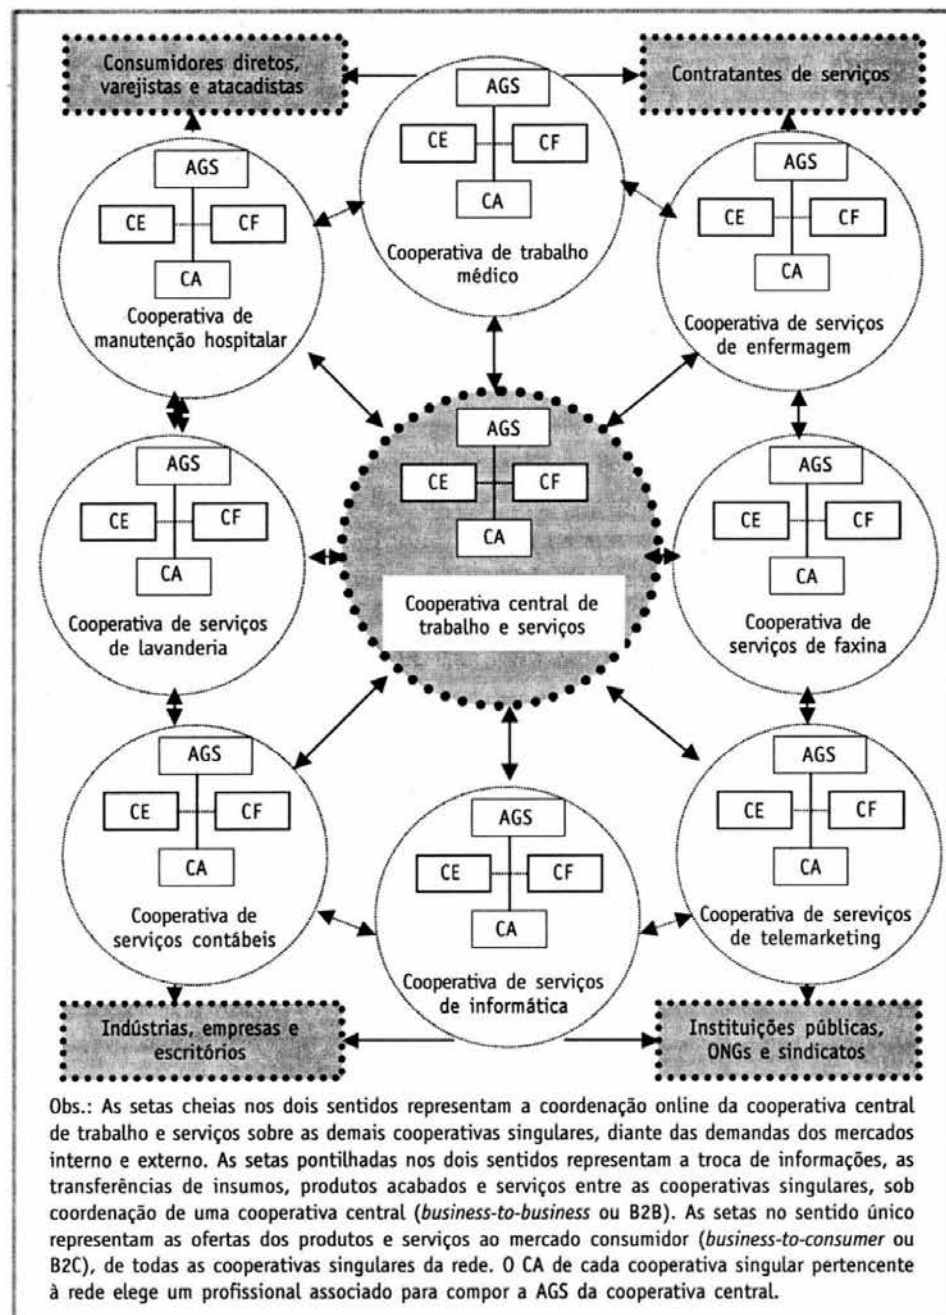 Consumidores diretos,
varejistas e atacadistas
Contratantes de serviços
AGS
CE
CF
CA
Cooperativa de trabalho
médico
AGS
CE
CF
CA
Cooperativa de
manutenção hospitalar
AGS
CE
CF
CA
Cooperativa de serviços
de enfermagem
AGS
CE
CF
CA
Cooperativa central de
trabalho e serviços
AGS
CE
CF
CA
Cooperativa de serviços
de lavanderia
AGS
CE
CF
CA
Cooperativa de
serviços de faxina
AGS
CE
CF
CA
Cooperativa de
serviços contábeis
AGS
CE
CF
CA
Cooperativa de serviços
de informática
AGS
CE
CF
CA
Cooperativa de sereviços
de telemarketing
Indústrias, empresas e
escritórios
Instituições públicas,
ONGs e sindicatos
Obs.: As setas cheias nos dois sentidos representam a coordenação online da cooperativa central
de trabalho e serviços sobre as demais cooperativas singulares, diante das demandas dos mercados
interno e externo. As setas pontilhadas nos dois sentidos representam a troca de informações, as
transferências de insumos, produtos acabados e serviços entre as cooperativas singulares, sob
coordenação de uma cooperativa central (business-to-business ou B2B). As setas no sentido único
representam as ofertas dos produtos e serviços ao mercado consumidor (business-to-consumer ou
B2C), de todas as cooperativas singulares da rede. O CA de cada cooperativa singular pertencente
à rede elege um profissional associado para compor a AGS da cooperativa central.